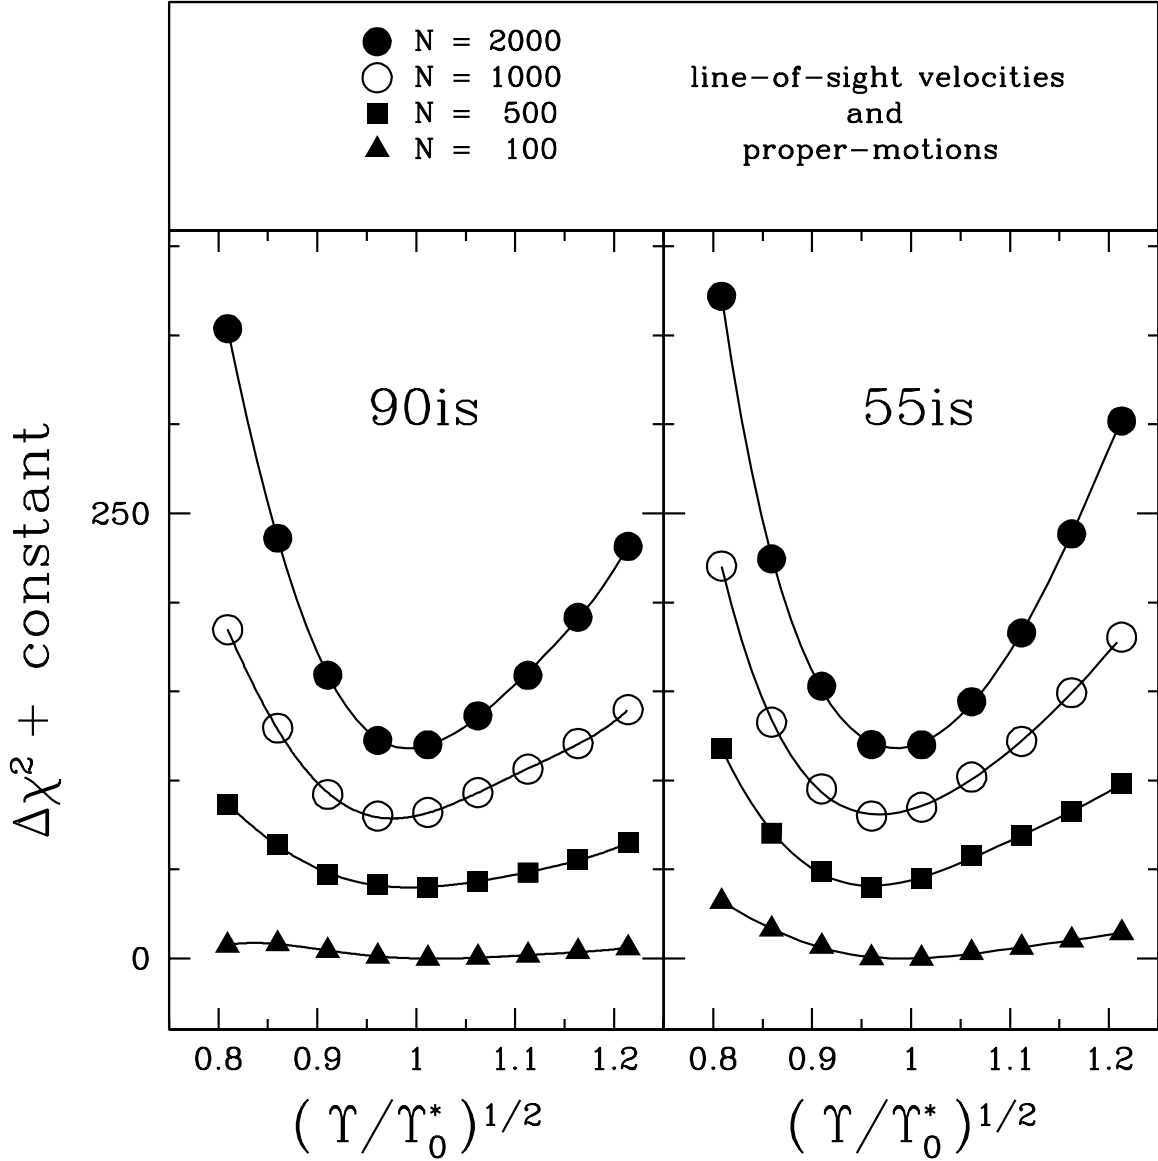 N = 2000
N = 1000
N = 500
N = 100
line-of-sight velocities
and
proper-motions
90is
55is
Δχ² + constant
250
0
0.8 0.9 1 1.1 1.2
0.8 0.9 1 1.1 1.2
(Υ/Υ₀*)^1/2
(Υ/Υ₀*)^1/2